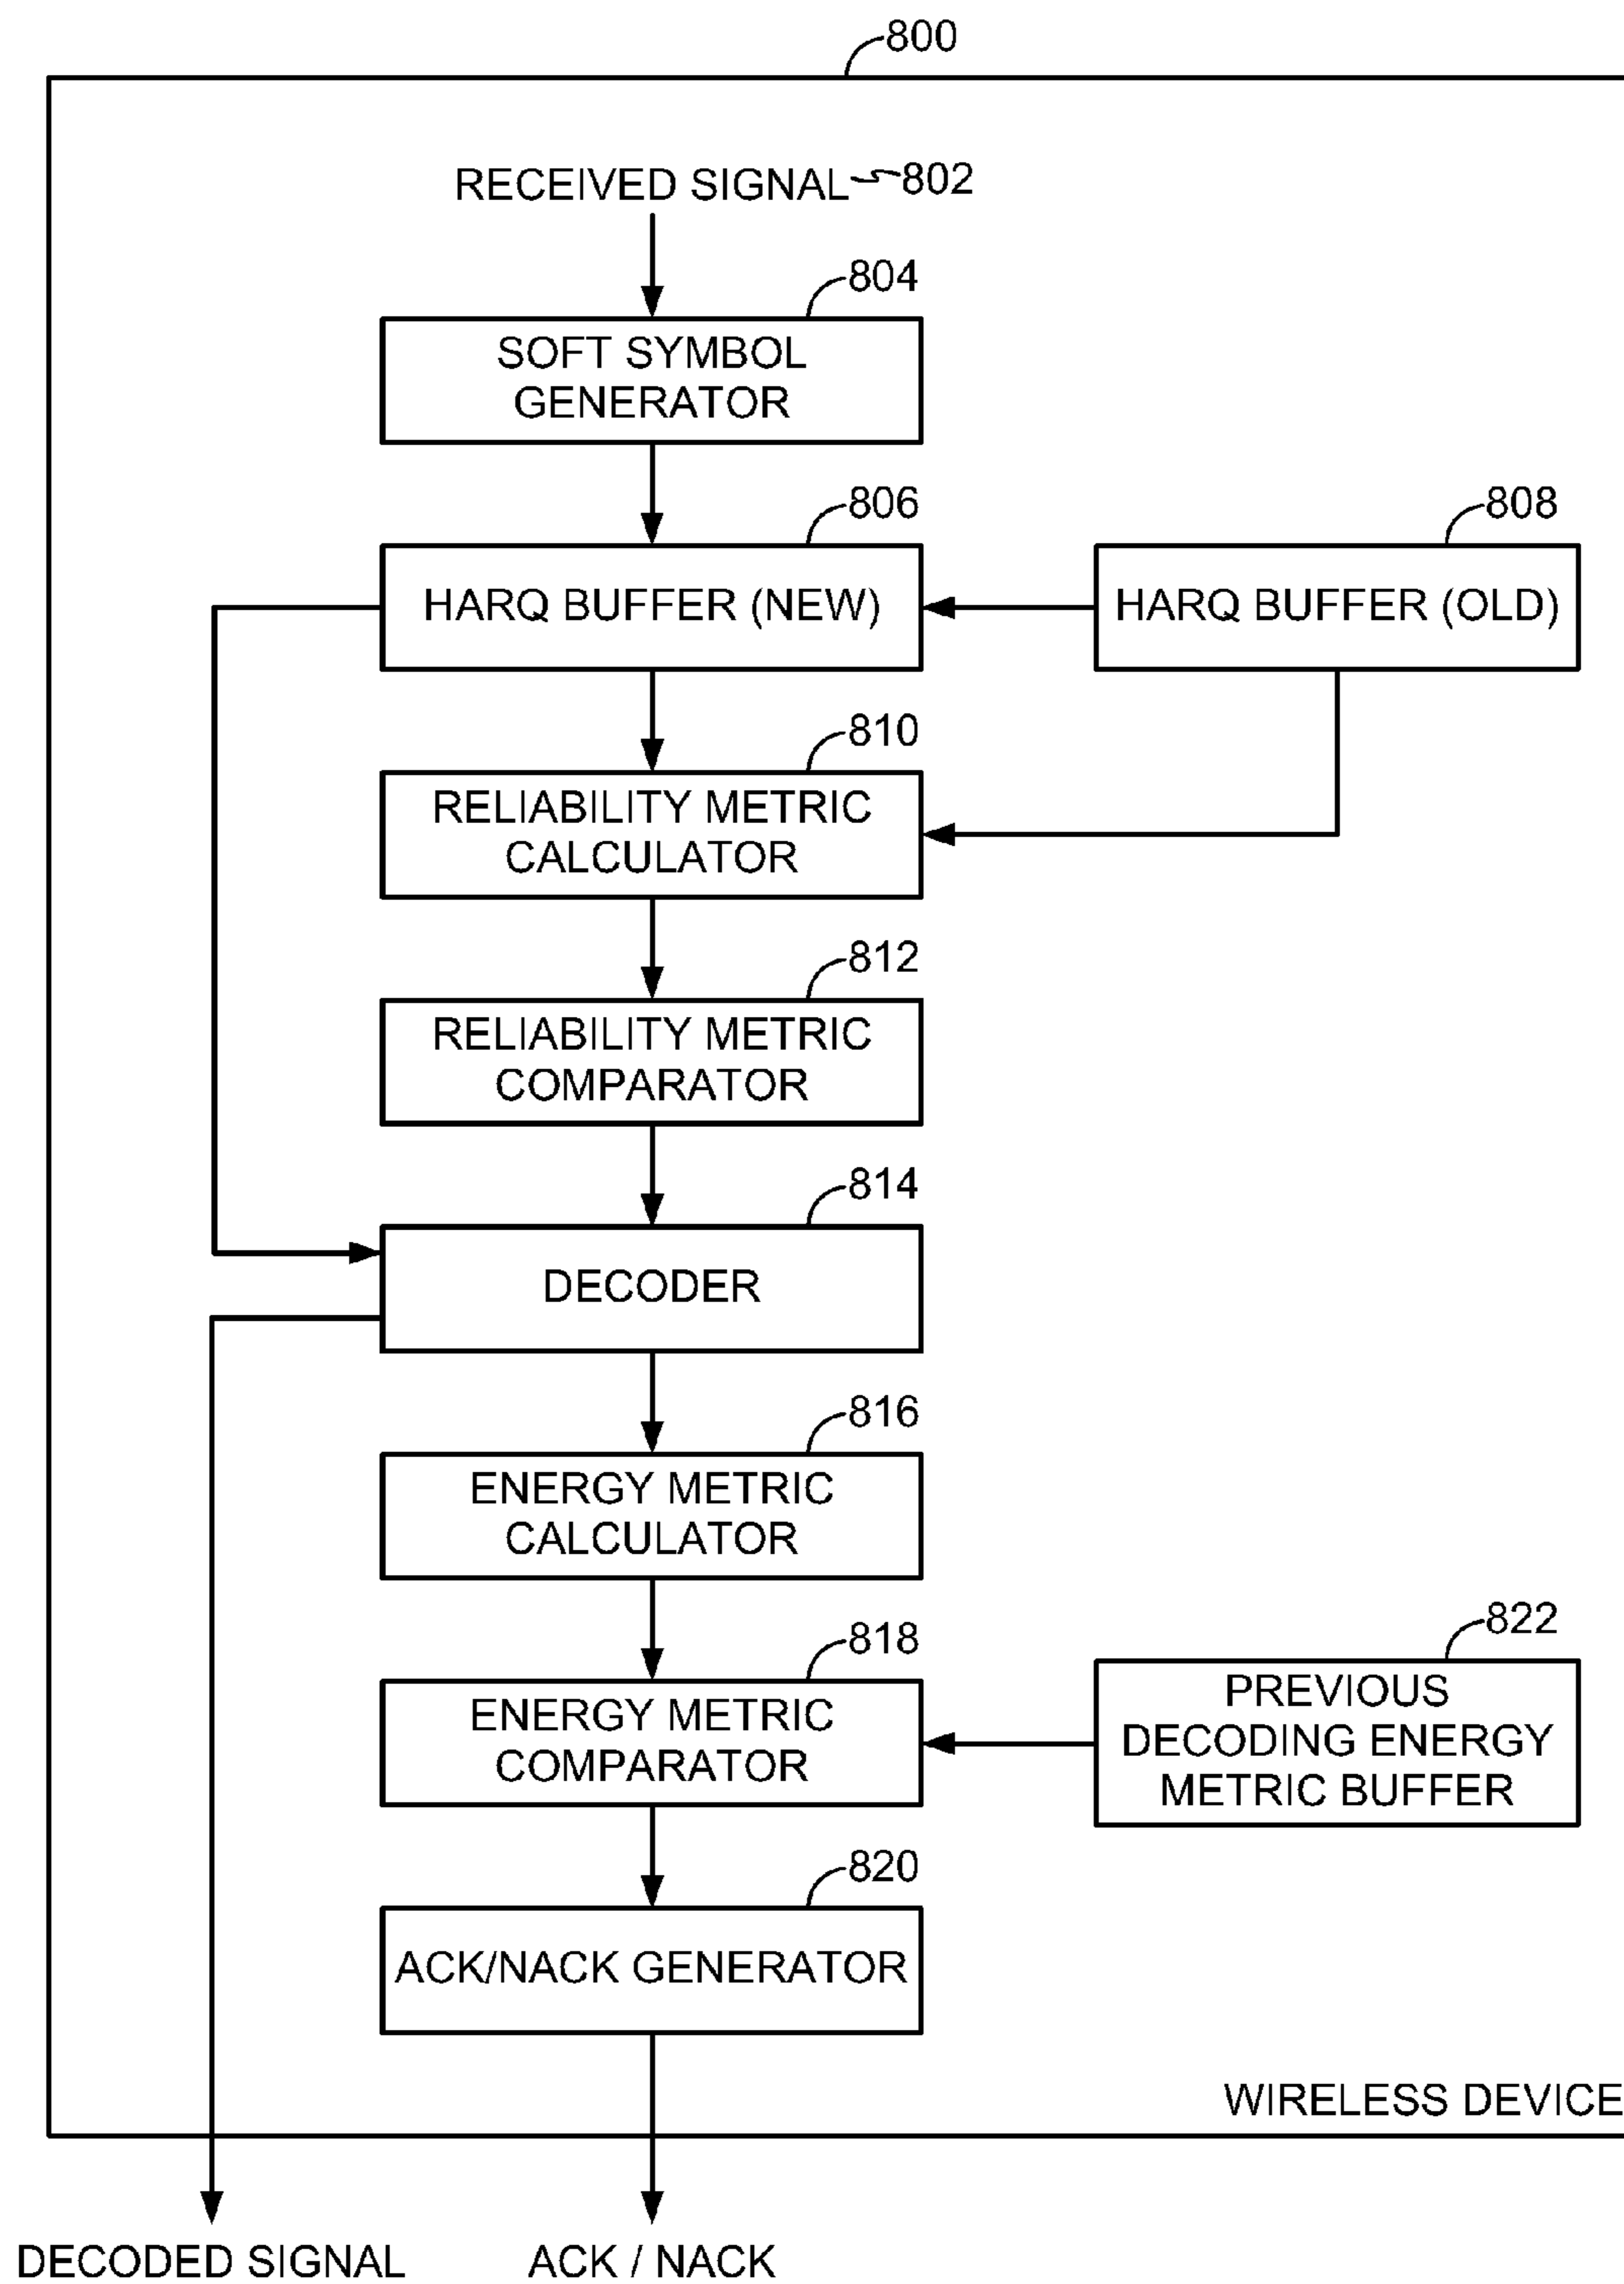 800
RECEIVED SIGNAL 802
804
SOFT SYMBOL
GENERATOR
806
HARQ BUFFER (NEW)
808
HARQ BUFFER (OLD)
810
RELIABILITY METRIC
CALCULATOR
812
RELIABILITY METRIC
COMPARATOR
814
DECODER
816
ENERGY METRIC
CALCULATOR
818
ENERGY METRIC
COMPARATOR
822
PREVIOUS
DECODING ENERGY
METRIC BUFFER
820
ACK/NACK GENERATOR
WIRELESS DEVICE
DECODED SIGNAL
ACK / NACK